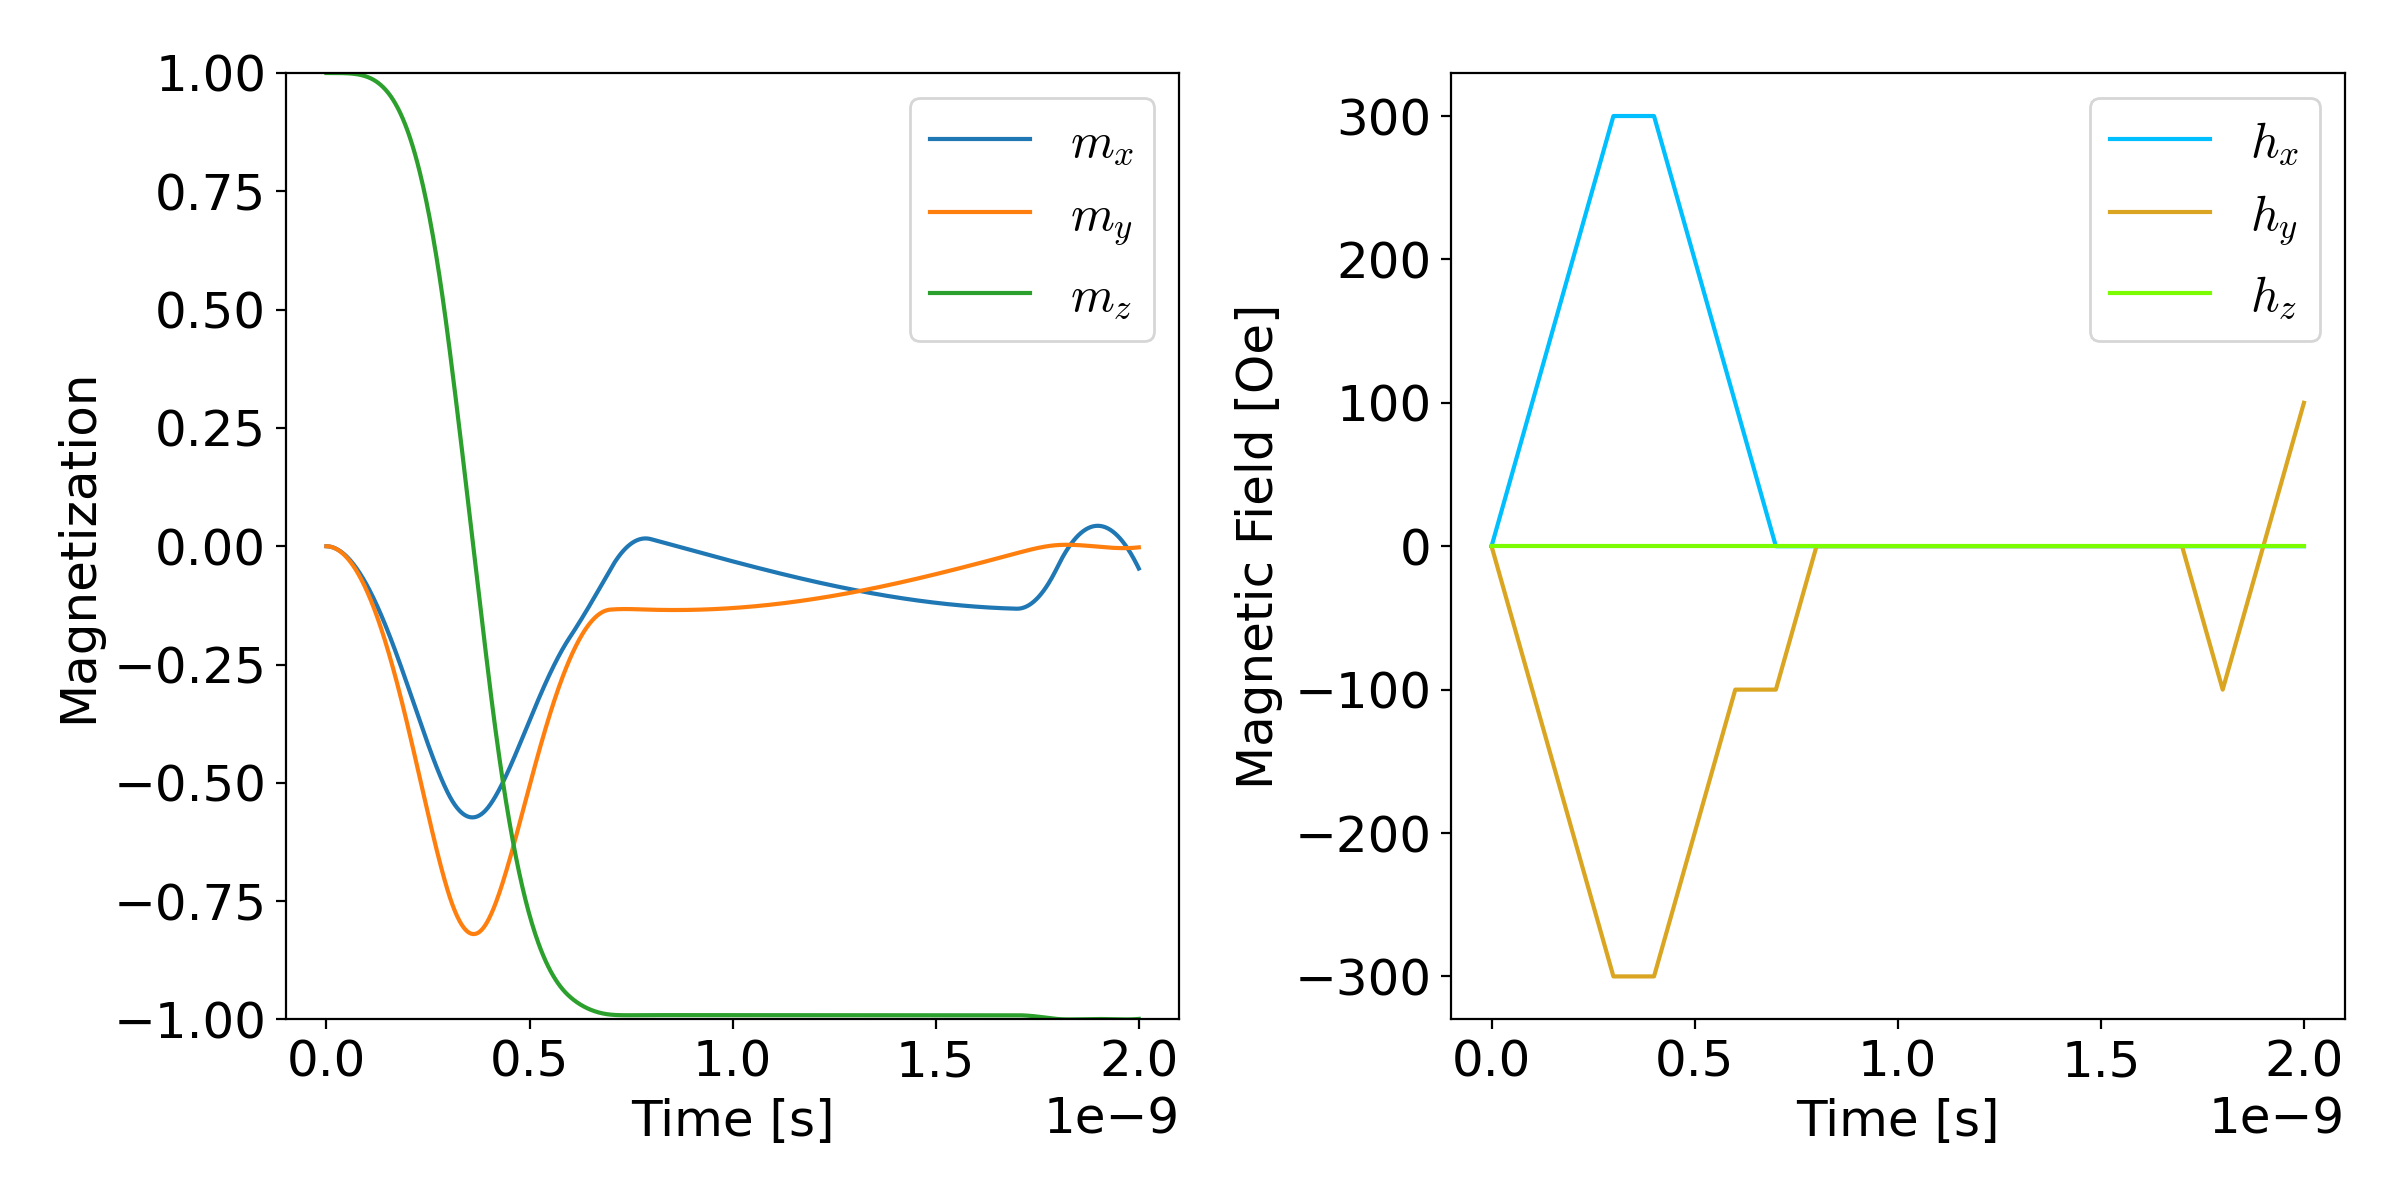 Magnetization
1.00
0.75
0.50
0.25
0.00
−0.25
−0.50
−0.75
−1.00
0.0 0.5 1.0 1.5 2.0
Time [s]
1e−9
m_x
m_y
m_z
Magnetic Field [Oe]
300
200
100
0
−100
−200
−300
0.0 0.5 1.0 1.5 2.0
Time [s]
1e−9
h_x
h_y
h_z